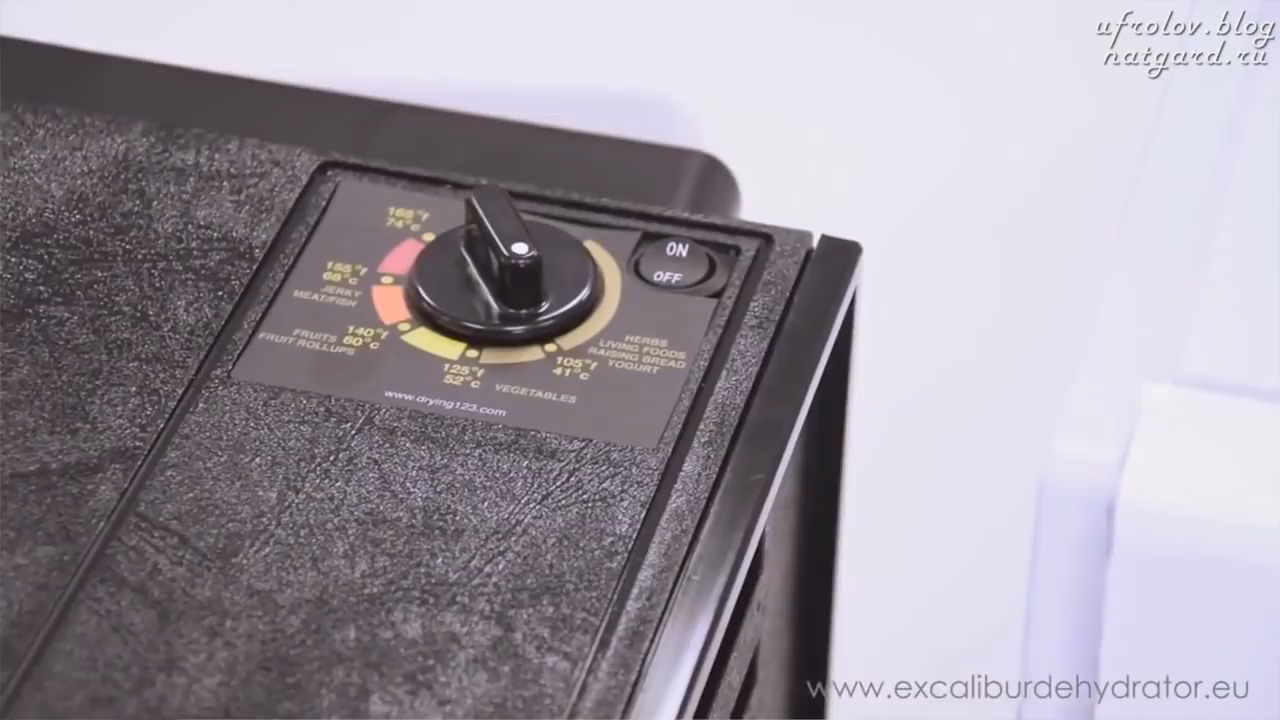 ufrolov.blog
natgard.ru
ON
OFF
165°f
74°c
155°f
68°c
JERKY
MEAT/FISH
140°f
60°c
FRUITS
FRUIT ROLLUPS
125°f
52°c
VEGETABLES
105°f
41°c
HERBS
LIVING FOODS
RAISING BREAD
YOGURT
www.drying123.com
www.excaliburdehydrator.eu